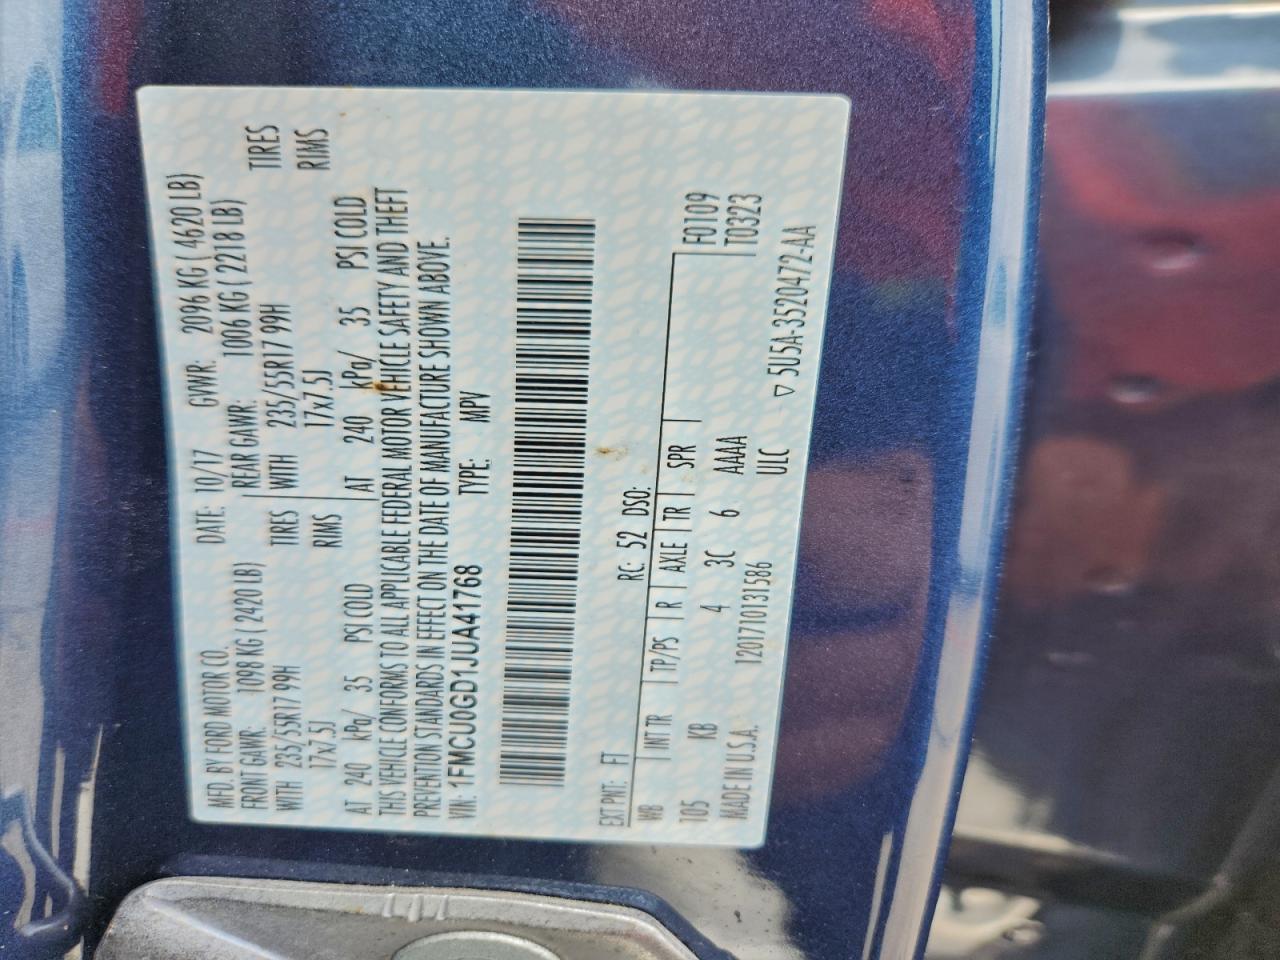 MFD. BY FORD MOTOR CO. DATE: 10/17 GVWR: 2096 KG ( 4620 LB)
FRONT GAWR: 1098 KG ( 2420 LB) REAR GAWR: 1006 KG ( 2218 LB)
WITH 235/55R17 99H TIRES WITH 235/55R17 99H TIRES
17x7.5J RIMS 17x7.5J RIMS
AT 240 kPa/ 35 PSI COLD AT 240 kPa/ 35 PSI COLD
THIS VEHICLE CONFORMS TO ALL APPLICABLE FEDERAL MOTOR VEHICLE SAFETY AND THEFT
PREVENTION STANDARDS IN EFFECT ON THE DATE OF MANUFACTURE SHOWN ABOVE.
VIN: 1FMCU0GD1JUA41768 TYPE: MPV
EXT PNT: FT RC: 52 DSO:
WB INT TR TP/PS R AXLE TR SPR F0109
105 KB 4 3C 6 AAAA T0323
MADE IN U.S.A. 120171013158​6 ULC ▽ 5U5A-3520472-AA